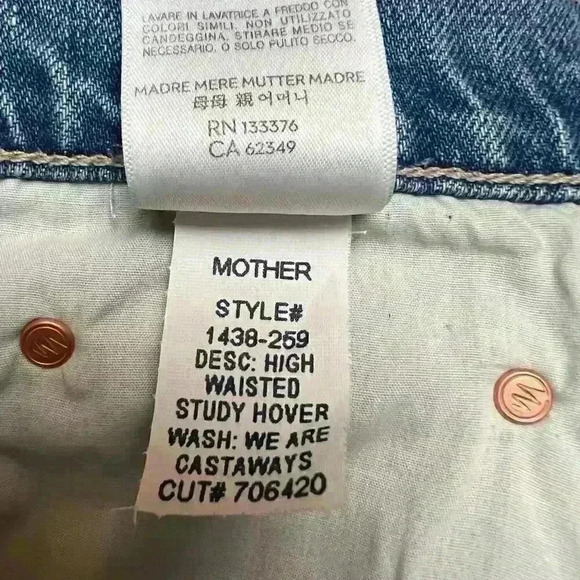 LAVARE IN LAVATRICE A FREDDO CON
COLORI SIMILI. NON UTILIZZATO
CANDEGGINA. STIRARE MEDIO SE
NECESSARIO. O SOLO PULITO SECCO.
MADRE MERE MUTTER MADRE
母母 親 어머니
RN 133376
CA 62349
MOTHER
STYLE#
1438-259
DESC: HIGH
WAISTED
STUDY HOVER
WASH: WE ARE
CASTAWAYS
CUT# 706420